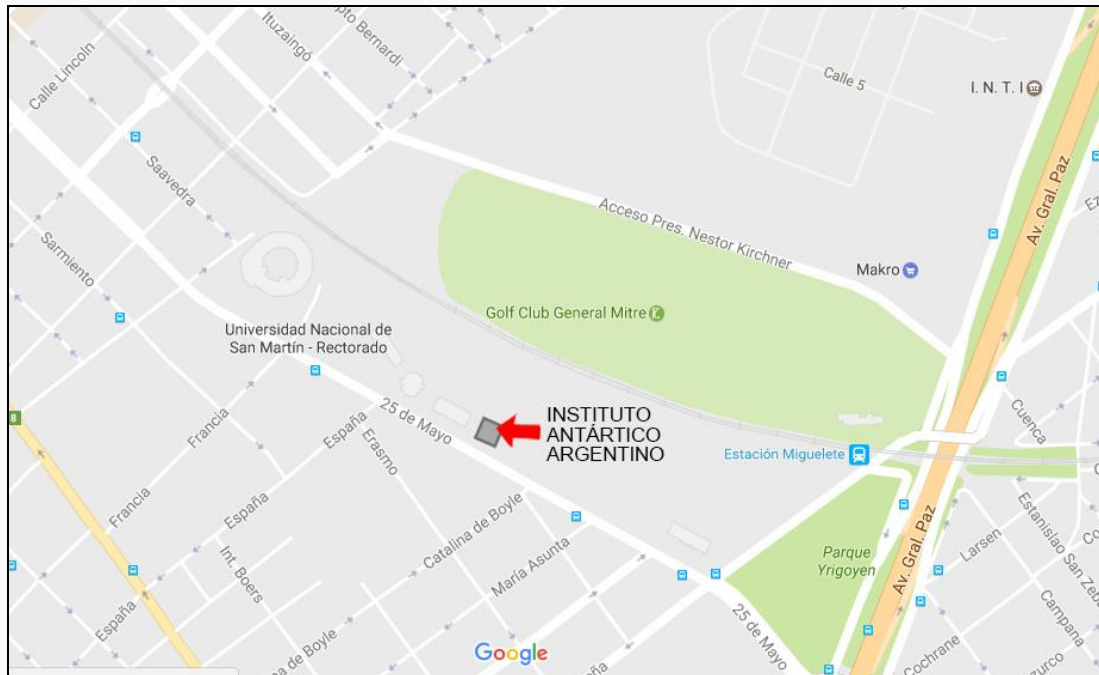 Calle Lincoln
Ituzaingó
pto Bernardi
Calle 5
I. N. T. I
Av. Gral. Paz
Saavedra
Sarmiento
Acceso Pres. Nestor Kirchner
Makro
Golf Club General Mitre
Universidad Nacional de
San Martín - Rectorado
25 de Mayo
INSTITUTO
ANTÁRTICO
ARGENTINO
Estación Miguelete
8
Francia
España
Erasmo
Cuenca
Francia
España
Catalina de Boyle
María Asunta
Int. Boers
España
Parque
Yrigoyen
Av. Gral. Paz
Larsen
Estanislao San Zeba
Campana
25 de Mayo
Cochrane
na de Boyle
Google